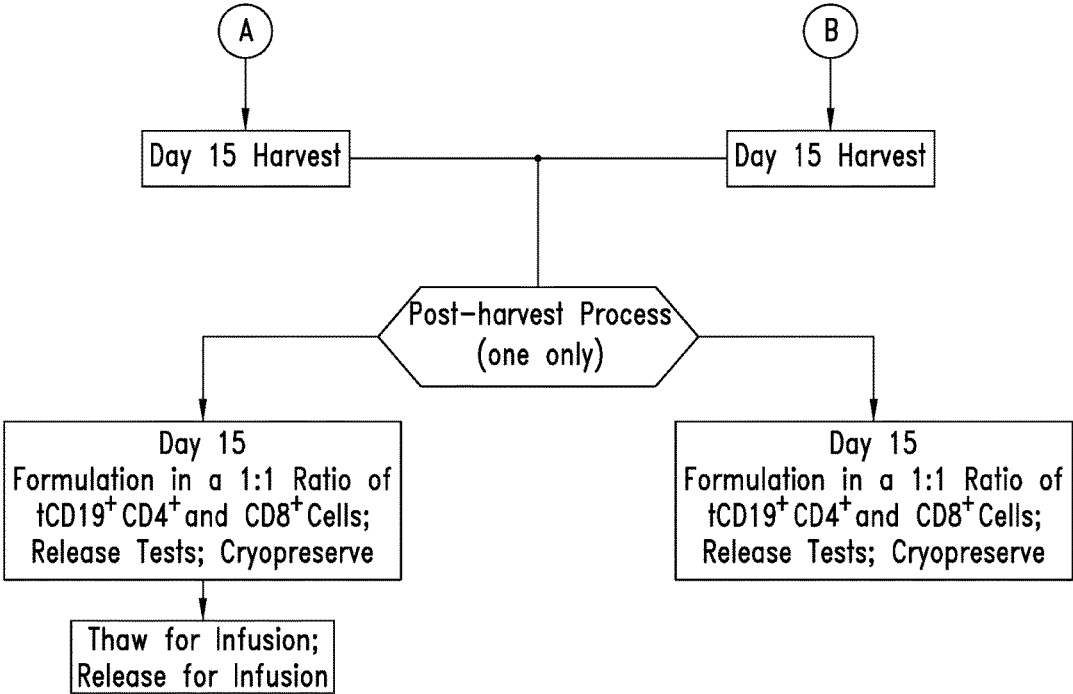 A
B
Day 15 Harvest
Day 15 Harvest
Post-harvest Process
(one only)
Day 15
Formulation in a 1:1 Ratio of
tCD19⁺CD4⁺and CD8⁺Cells;
Release Tests; Cryopreserve
Day 15
Formulation in a 1:1 Ratio of
tCD19⁺CD4⁺and CD8⁺Cells;
Release Tests; Cryopreserve
Thaw for Infusion;
Release for Infusion